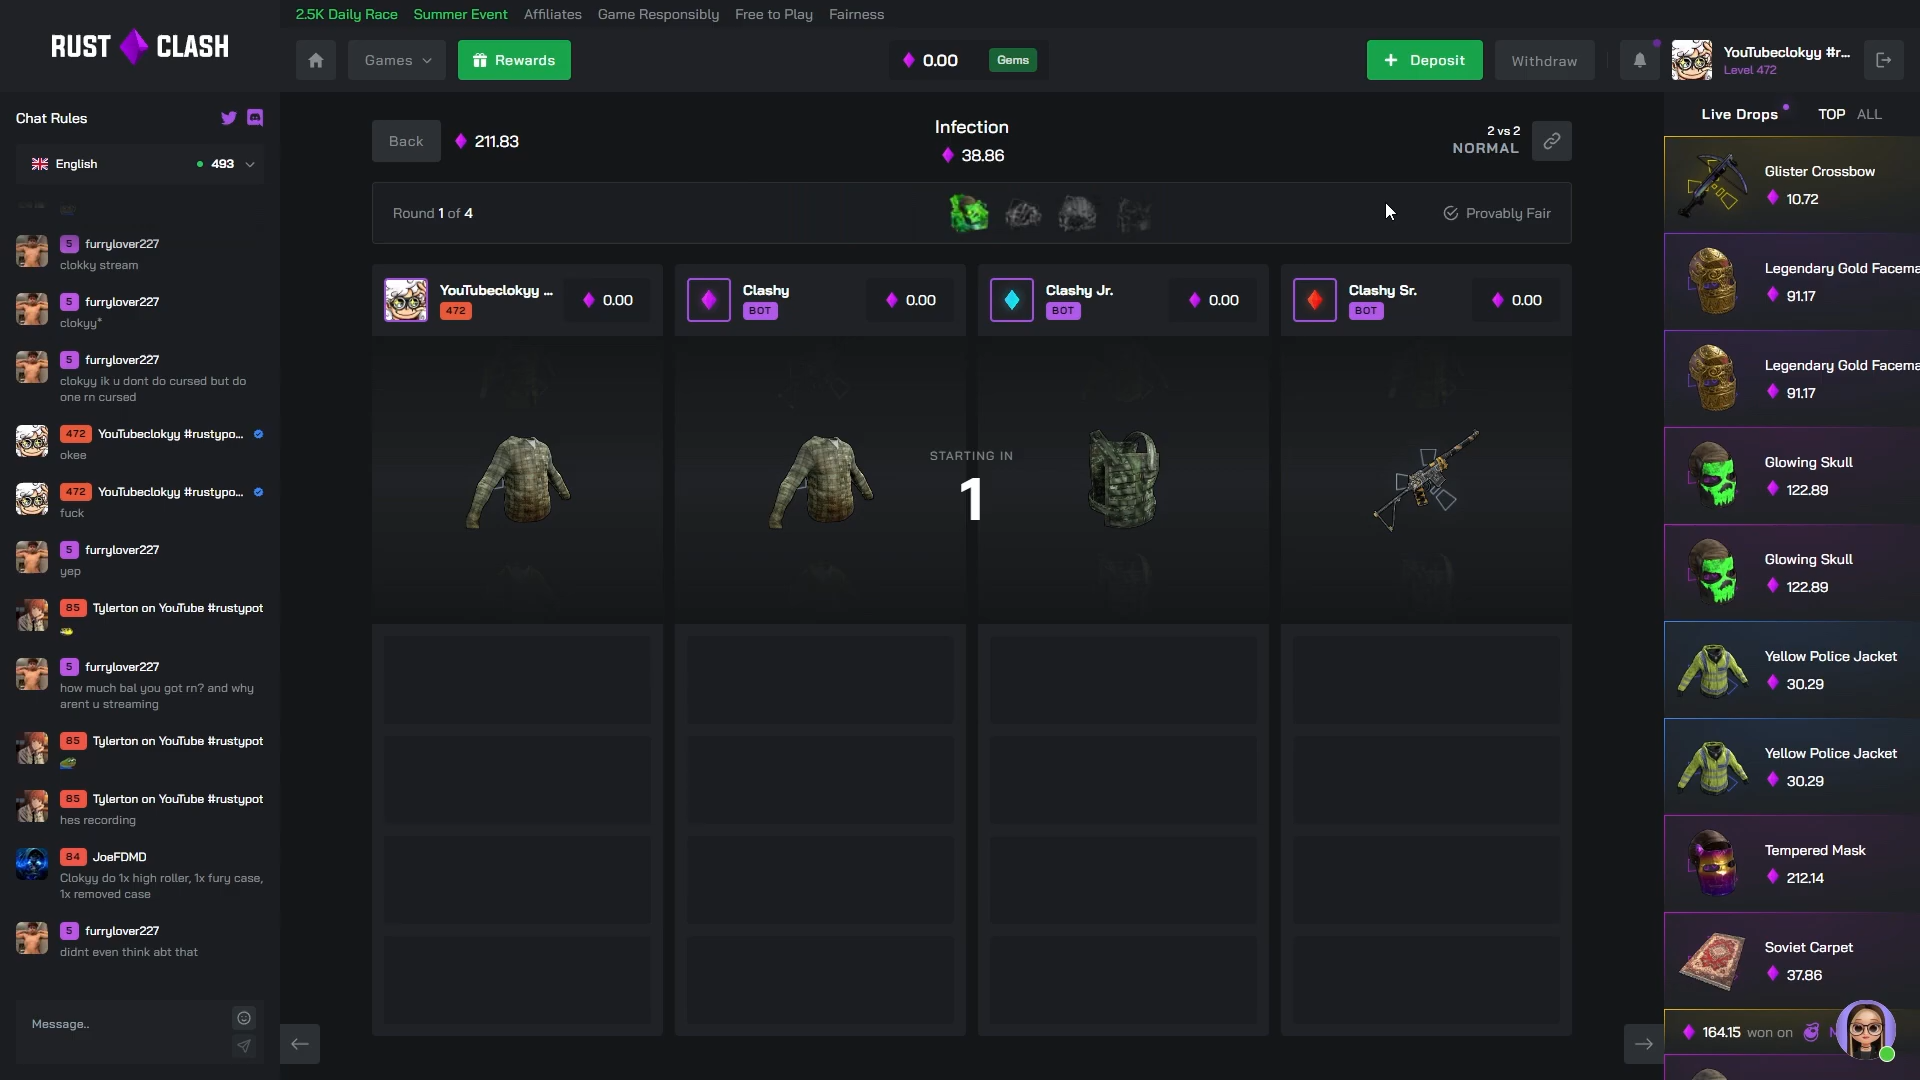 2.5K Daily Race
Summer Event
Affiliates
Game Responsibly
Free to Play
Fairness
RUST CLASH
Games
Rewards
0.00
Gems
Deposit
Withdraw
YouTubeclokyy #r...
Level 472
Chat Rules
English
493
5 furrylover227
clokky stream
5 furrylover227
clokyy*
5 furrylover227
clokyy ik u dont do cursed but do
one rn cursed
472 YouTubeclokyy #rustypo...
okee
472 YouTubeclokyy #rustypo...
fuck
5 furrylover227
yep
85 Tylerton on YouTube #rustypot
5 furrylover227
how much bal you got rn? and why
arent u streaming
85 Tylerton on YouTube #rustypot
85 Tylerton on YouTube #rustypot
hes recording
84 JoeFDMD
Clokyy do 1x high roller, 1x fury case,
1x removed case
5 furrylover227
didnt even think abt that
Message..
Back
211.83
Infection
38.86
2 vs 2
NORMAL
Round 1 of 4
Provably Fair
YouTubeclokyy ...
472
0.00
Clashy
BOT
0.00
Clashy Jr.
BOT
0.00
Clashy Sr.
BOT
0.00
STARTING IN
1
Live Drops
TOP
ALL
Glister Crossbow
10.72
Legendary Gold Facema
91.17
Legendary Gold Facema
91.17
Glowing Skull
122.89
Glowing Skull
122.89
Yellow Police Jacket
30.29
Yellow Police Jacket
30.29
Tempered Mask
212.14
Soviet Carpet
37.86
164.15 won on